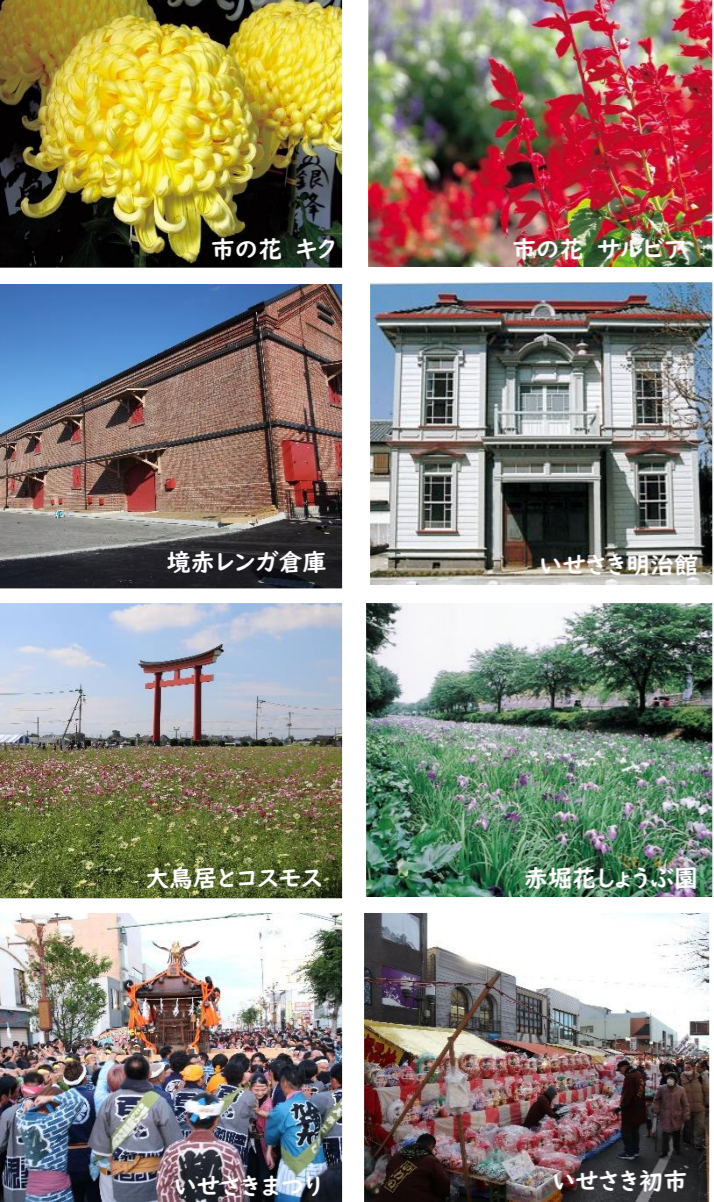 市の花 キク
市の花 サルビア
境赤レンガ倉庫
いせさき明治館
大鳥居とコスモス
赤堀花しょうぶ園
いせさきまつり
いせさき初市